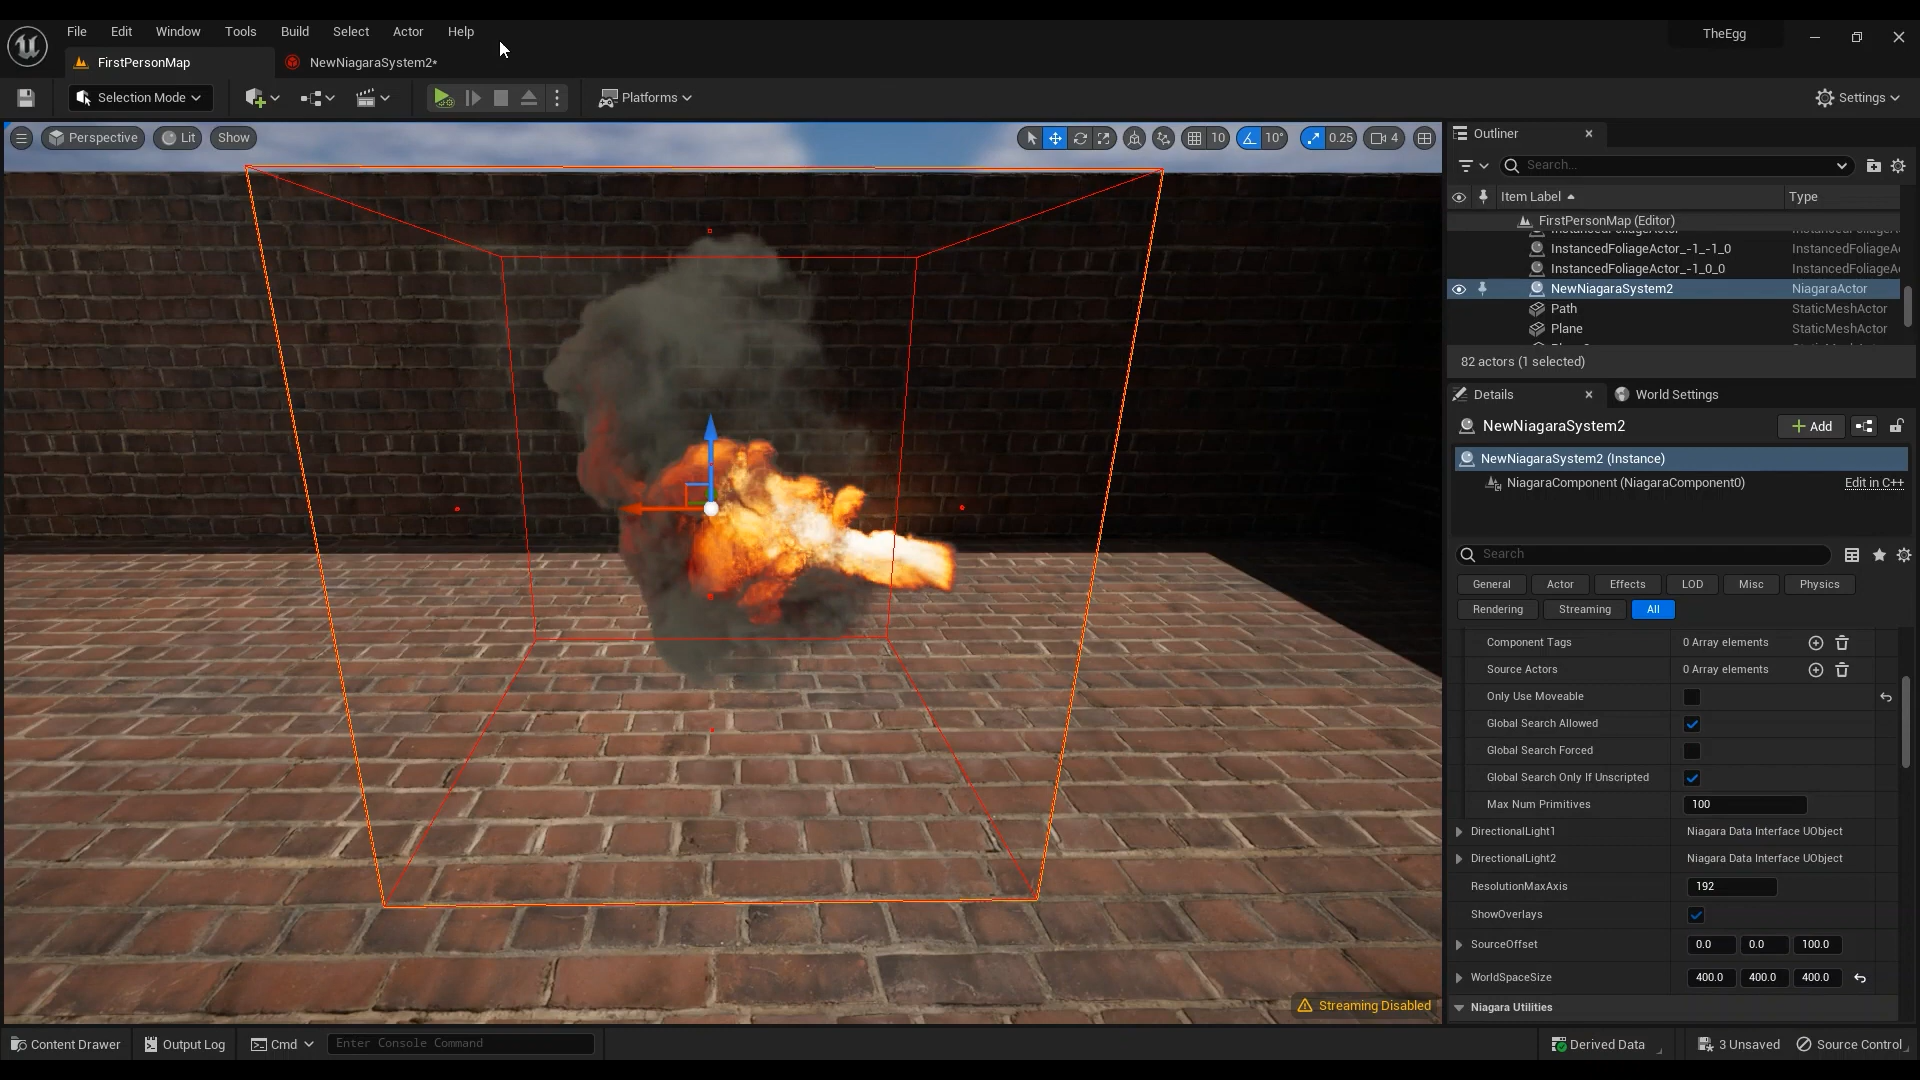 File Edit Window Tools Build Select Actor Help TheEgg
FirstPersonMap NewNiagaraSystem2*
Selection Mode Platforms Settings
Perspective Lit Show 10 10° 0.25 4
Outliner
Search...
Item Label Type
FirstPersonMap (Editor)
InstancedFoliageActor_-1_-1_0 InstancedFoliageA
InstancedFoliageActor_-1_0_0 InstancedFoliageA
NewNiagaraSystem2 NiagaraActor
Path StaticMeshActor
Plane StaticMeshActor
82 actors (1 selected)
Details World Settings
NewNiagaraSystem2 Add
NewNiagaraSystem2 (Instance)
NiagaraComponent (NiagaraComponent0) Edit in C++
Search
General Actor Effects LOD Misc Physics
Rendering Streaming All
Component Tags 0 Array elements
Source Actors 0 Array elements
Only Use Moveable
Global Search Allowed
Global Search Forced
Global Search Only If Unscripted
Max Num Primitives 100
DirectionalLight1 Niagara Data Interface UObject
DirectionalLight2 Niagara Data Interface UObject
ResolutionMaxAxis 192
ShowOverlays
SourceOffset 0.0 0.0 100.0
WorldSpaceSize 400.0 400.0 400.0
Niagara Utilities
Streaming Disabled
Content Drawer Output Log Cmd Enter Console Command Derived Data 3 Unsaved Source Control